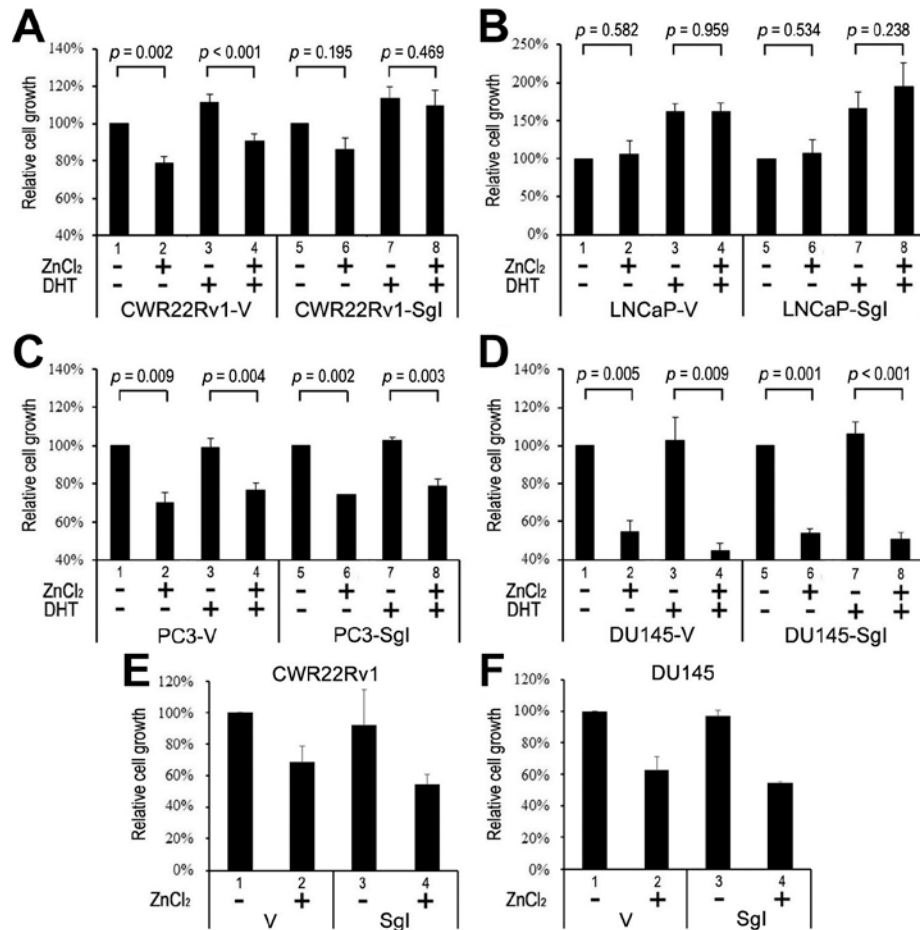 A
140%
120%
100%
80%
60%
40%
Relative cell growth
p = 0.002 p < 0.001 p = 0.195 p = 0.469
1 2 3 4 5 6 7 8
ZnCl₂ - + - + - + - +
DHT - - + + - - + +
CWR22Rv1-V CWR22Rv1-SgI
B
250%
200%
150%
100%
50%
0%
Relative cell growth
p = 0.582 p = 0.959 p = 0.534 p = 0.238
1 2 3 4 5 6 7 8
- + - + - + - +
- - + + - - + +
LNCaP-V LNCaP-SgI
C
140%
120%
100%
80%
60%
40%
Relative cell growth
p = 0.009 p = 0.004 p = 0.002 p = 0.003
1 2 3 4 5 6 7 8
ZnCl₂ - + - + - + - +
DHT - - + + - - + +
PC3-V PC3-SgI
D
140%
120%
100%
80%
60%
40%
Relative cell growth
p = 0.005 p = 0.009 p = 0.001 p < 0.001
1 2 3 4 5 6 7 8
- + - + - + - +
- - + + - - + +
DU145-V DU145-SgI
E
CWR22Rv1
120%
100%
80%
60%
40%
20%
0%
Relative cell growth
1 2 3 4
ZnCl₂ - + - +
V SgI
F
DU145
120%
100%
80%
60%
40%
20%
0%
Relative cell growth
1 2 3 4
ZnCl₂ - + - +
V SgI